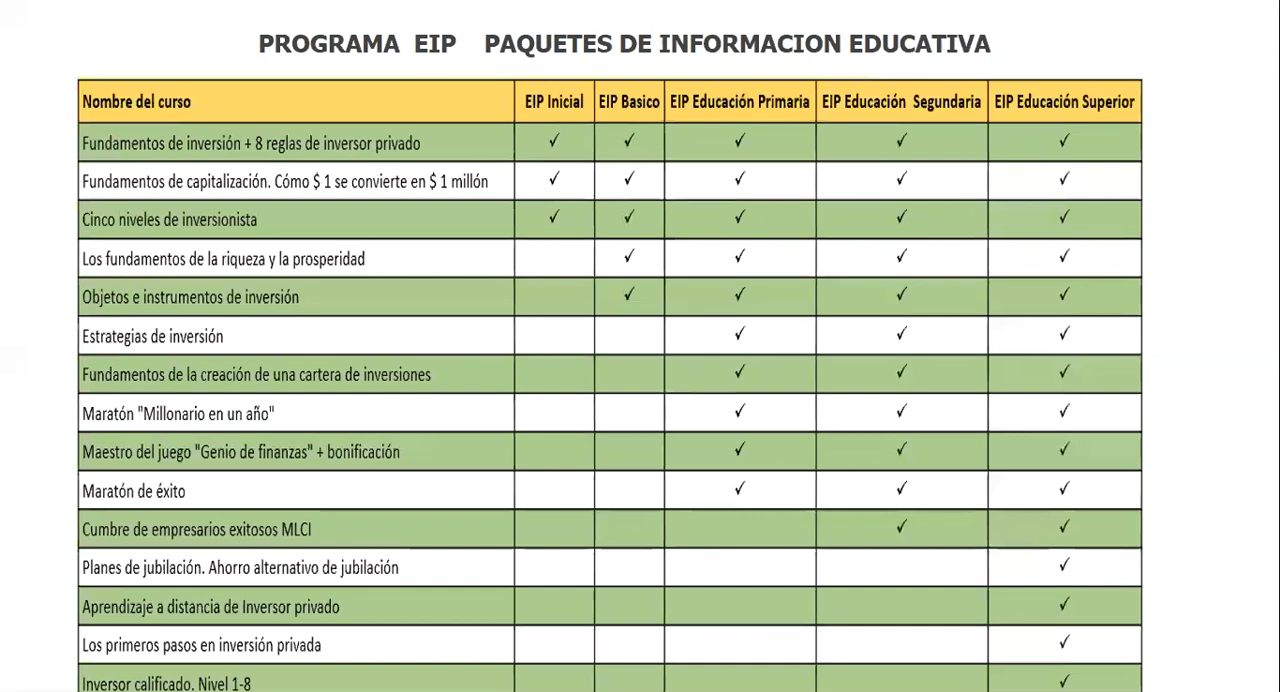 PROGRAMA EIP PAQUETES DE INFORMACION EDUCATIVA
Nombre del curso EIP Inicial EIP Basico EIP Educación Primaria EIP Educación Segundaria EIP Educación Superior
Fundamentos de inversión + 8 reglas de inversor privado ✓ ✓ ✓ ✓ ✓
Fundamentos de capitalización. Cómo $ 1 se convierte en $ 1 millón ✓ ✓ ✓ ✓ ✓
Cinco niveles de inversionista ✓ ✓ ✓ ✓ ✓
Los fundamentos de la riqueza y la prosperidad ✓ ✓ ✓ ✓
Objetos e instrumentos de inversión ✓ ✓ ✓ ✓
Estrategias de inversión ✓ ✓ ✓
Fundamentos de la creación de una cartera de inversiones ✓ ✓ ✓
Maratón "Millonario en un año" ✓ ✓ ✓
Maestro del juego "Genio de finanzas" + bonificación ✓ ✓ ✓
Maratón de éxito ✓ ✓ ✓
Cumbre de empresarios exitosos MLCI ✓ ✓
Planes de jubilación. Ahorro alternativo de jubilación ✓
Aprendizaje a distancia de Inversor privado ✓
Los primeros pasos en inversión privada ✓
Inversor calificado. Nivel 1-8 ✓